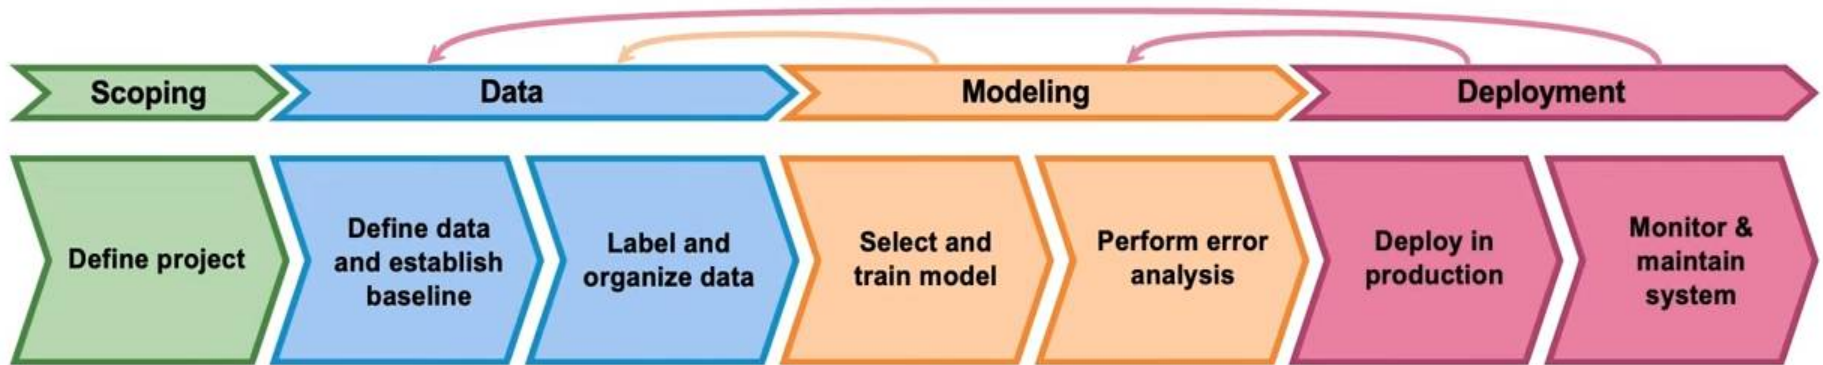 Scoping
Data
Modeling
Deployment
Define project
Define data
and establish
baseline
Label and
organize data
Select and
train model
Perform error
analysis
Deploy in
production
Monitor &
maintain
system